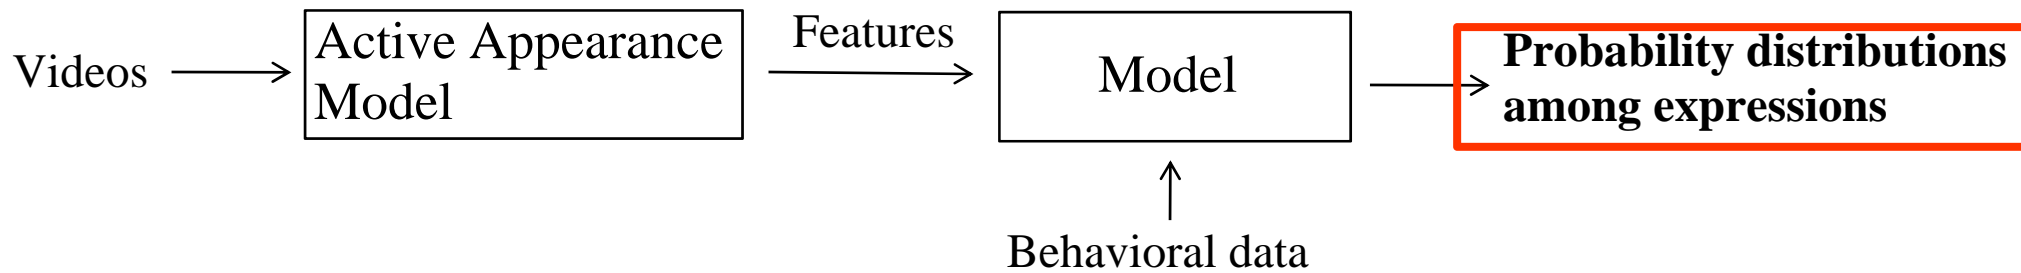 Videos
Active Appearance
Model
Features
Model
Probability distributions
among expressions
Behavioral data